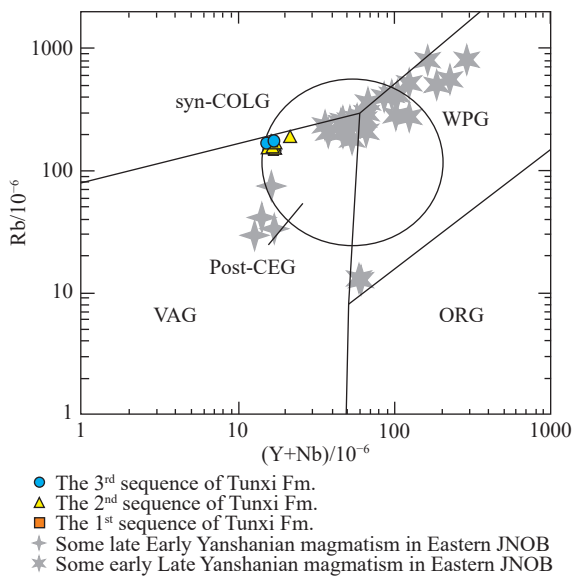 1000
100
10
1
Rb/10⁻⁶
syn-COLG
WPG
Post-CEG
VAG
ORG
1
10
100
1000
(Y+Nb)/10⁻⁶
The 3ʳᵈ sequence of Tunxi Fm.
The 2ⁿᵈ sequence of Tunxi Fm.
The 1ˢᵗ sequence of Tunxi Fm.
Some late Early Yanshanian magmatism in Eastern JNOB
Some early Late Yanshanian magmatism in Eastern JNOB